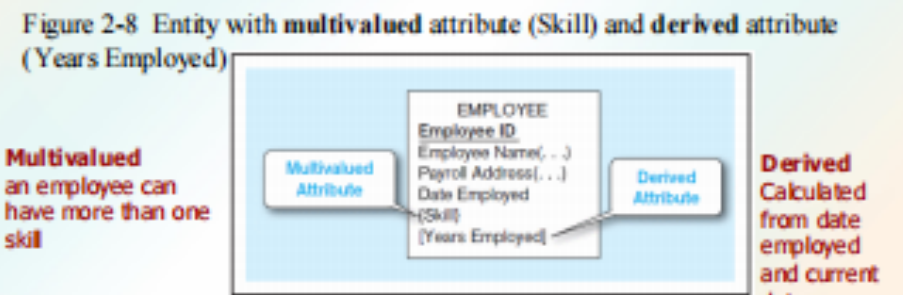 Figure 2-8 Entity with multivalued attribute (Skill) and derived attribute
(Years Employed)
Multivalued
an employee can
have more than one
skill
Multivalued
Attribute
EMPLOYEE
Employee ID
Employee Name(. . .)
Payroll Address(. . .)
Date Employed
{Skill}
[Years Employed]
Derived
Attribute
Derived
Calculated
from date
employed
and current